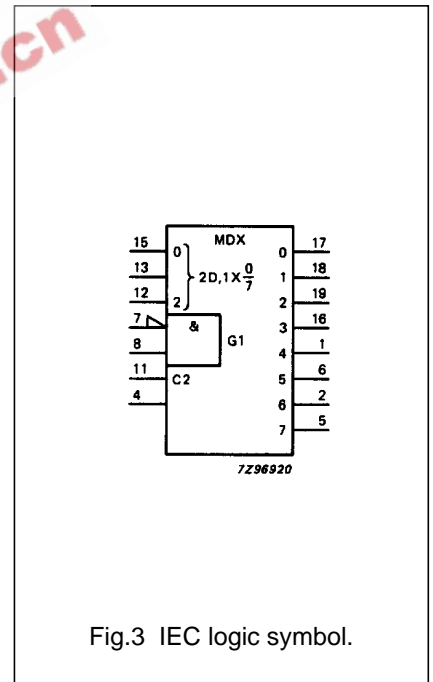 cn
MDX
15 0 0 17
13 2D,1X 0/7 1 18
12 2 2 19
7 & 3 16
8 G1 4 1
11 C2 5 6
4 6 2
7 5
7Z96920
Fig.3 IEC logic symbol.